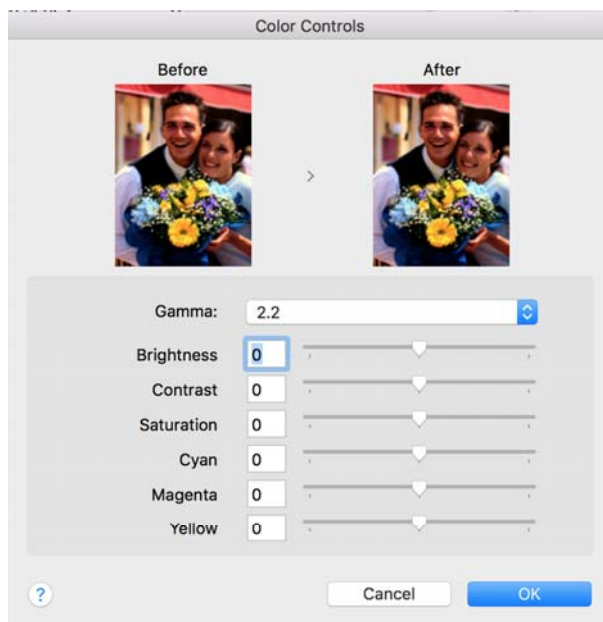 Color Controls
Before After
>
Gamma: 2.2
Brightness 0
Contrast 0
Saturation 0
Cyan 0
Magenta 0
Yellow 0
? Cancel OK